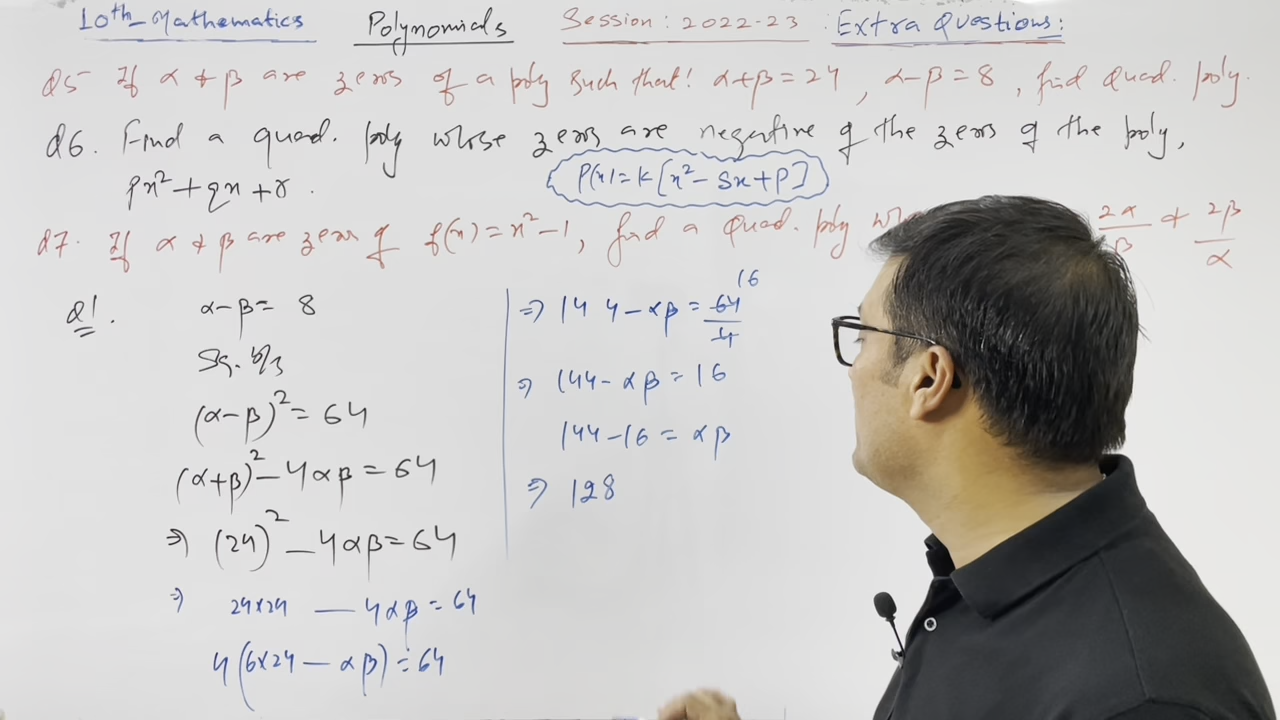 10th Mathematics Polynomials Session: 2022-23 Extra Questions:
Q5 If α & β are zeros of a poly such that! α+β=24, α-β=8, find Quad. poly.
Q6. Find a quad. poly whose zeros are negative of the zeros of the poly,
px²+qx+r.
P(x)=k[x²-Sx+P]
Q7. If α & β are zeros of f(x)=x²-1, find a Quad. poly 2α/β & 2β/α
Q1.
α-β= 8
Sq. b/s
(α-β)²=64
(α+β)²-4αβ=64
⇒ (24)²-4αβ=64
⇒ 24×24 — 4αβ=64
4(6×24 - αβ)=64
⇒ 144-αβ=64/4 16
⇒ 144-αβ=16
144-16=αβ
⇒ 128